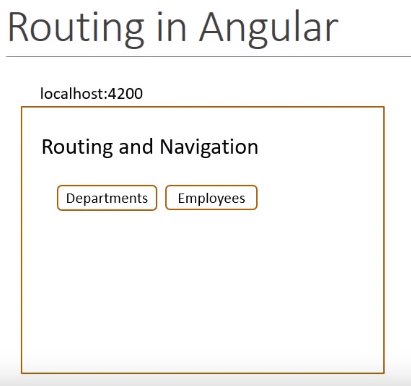 Routing in Angular
localhost:4200
Routing and Navigation
Departments Employees